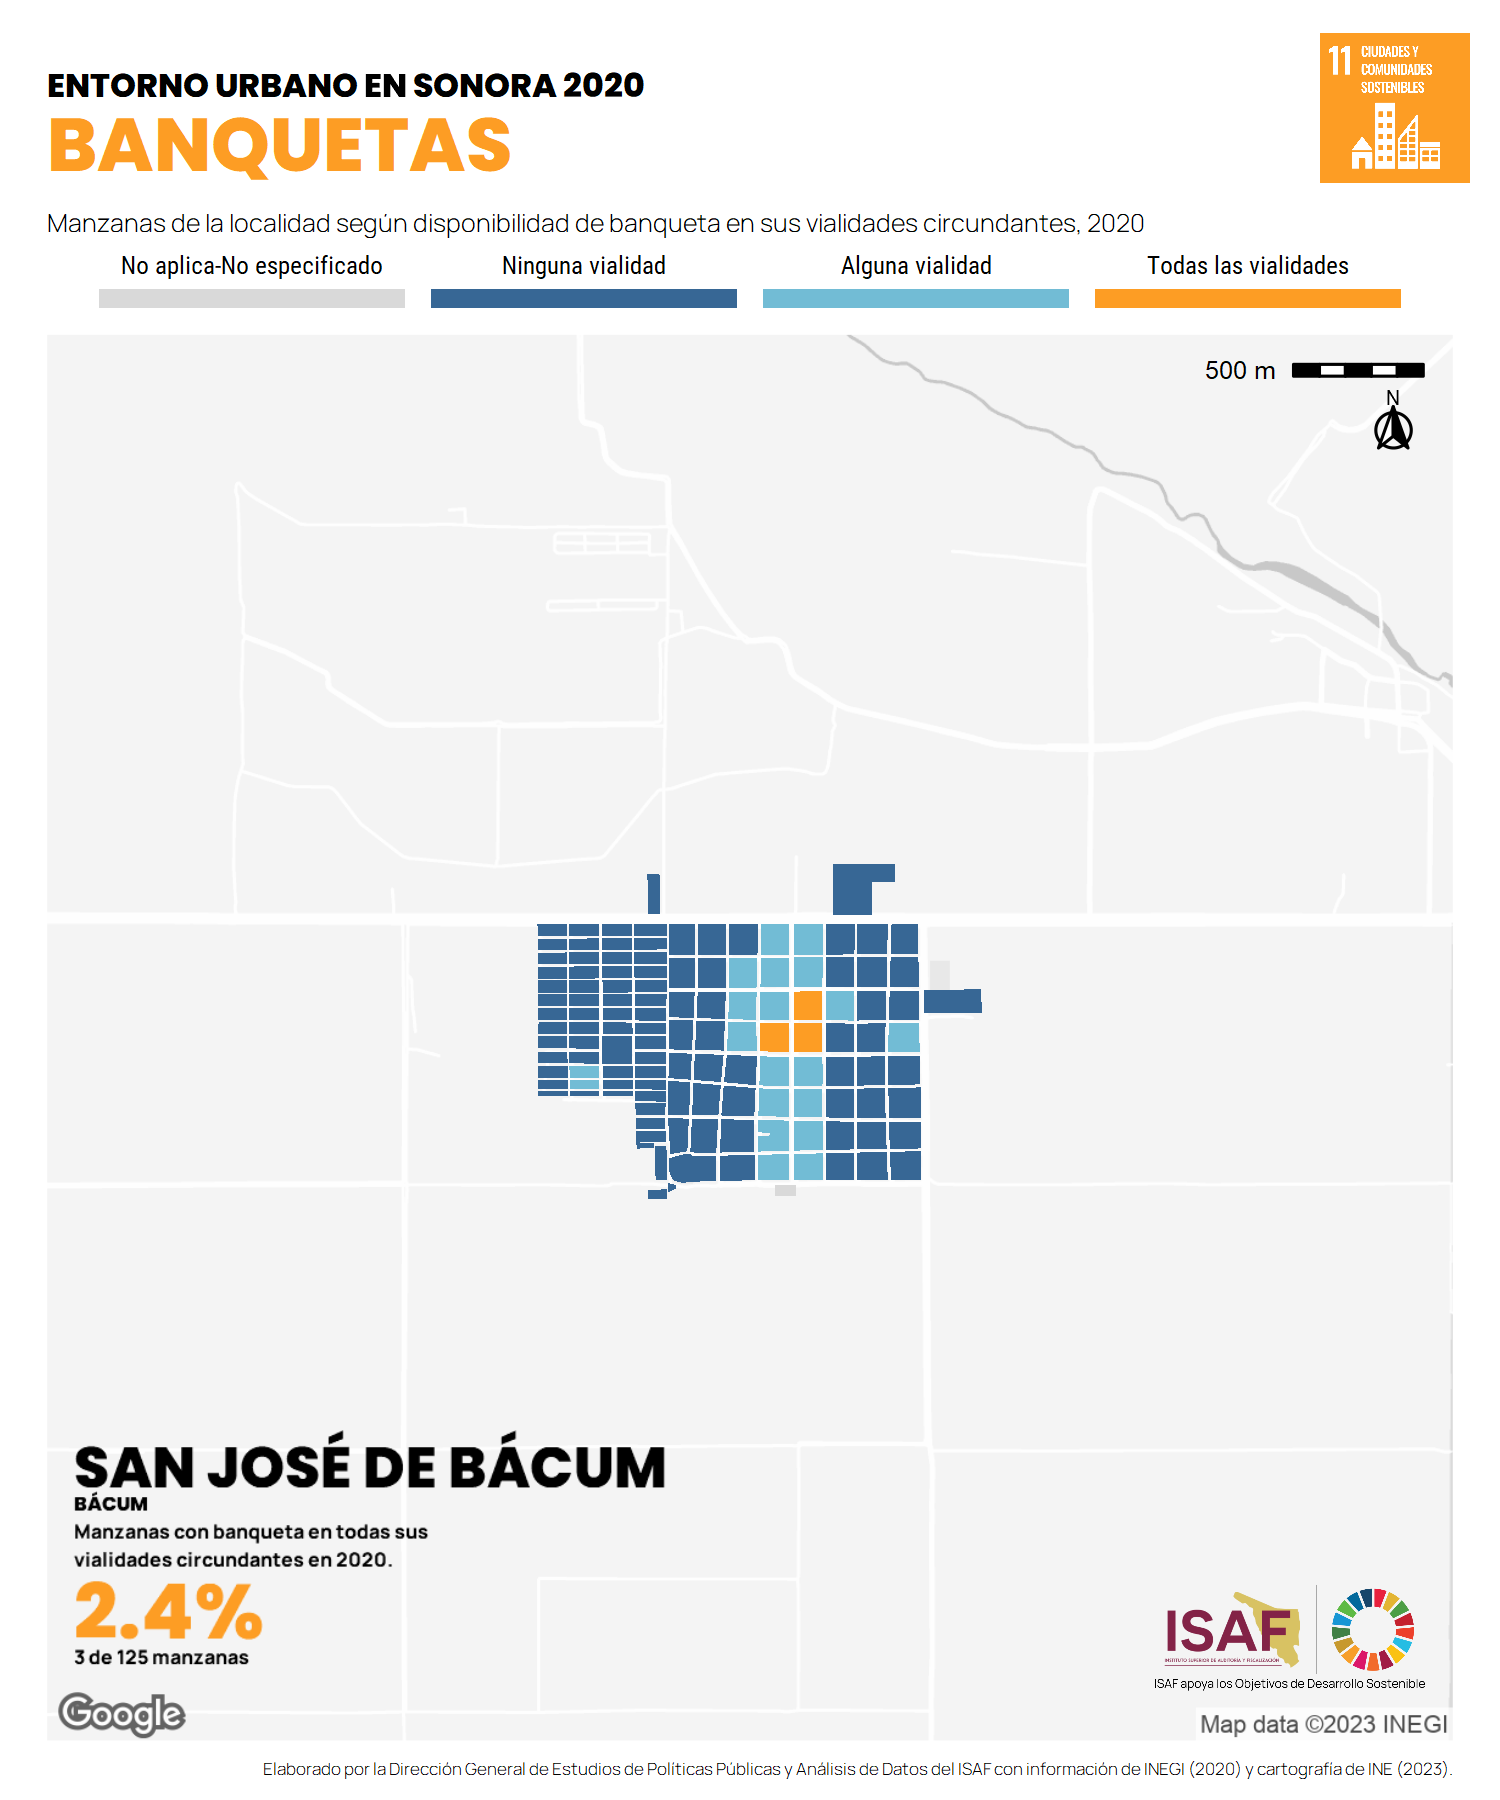 ENTORNO URBANO EN SONORA 2020
BANQUETAS
11 CIUDADES Y
COMUNIDADES
SOSTENIBLES
Manzanas de la localidad según disponibilidad de banqueta en sus vialidades circundantes, 2020
No aplica-No especificado
Ninguna vialidad
Alguna vialidad
Todas las vialidades
500 m
N
SAN JOSÉ DE BÁCUM
BÁCUM
Manzanas con banqueta en todas sus
vialidades circundantes en 2020.
2.4%
3 de 125 manzanas
Google
ISAF
INSTITUTO SUPERIOR DE AUDITORÍA Y FISCALIZACIÓN
ISAF apoya los Objetivos de Desarrollo Sostenible
Map data ©2023 INEGI
Elaborado por la Dirección General de Estudios de Políticas Públicas y Análisis de Datos del ISAF con información de INEGI (2020) y cartografía de INE (2023).